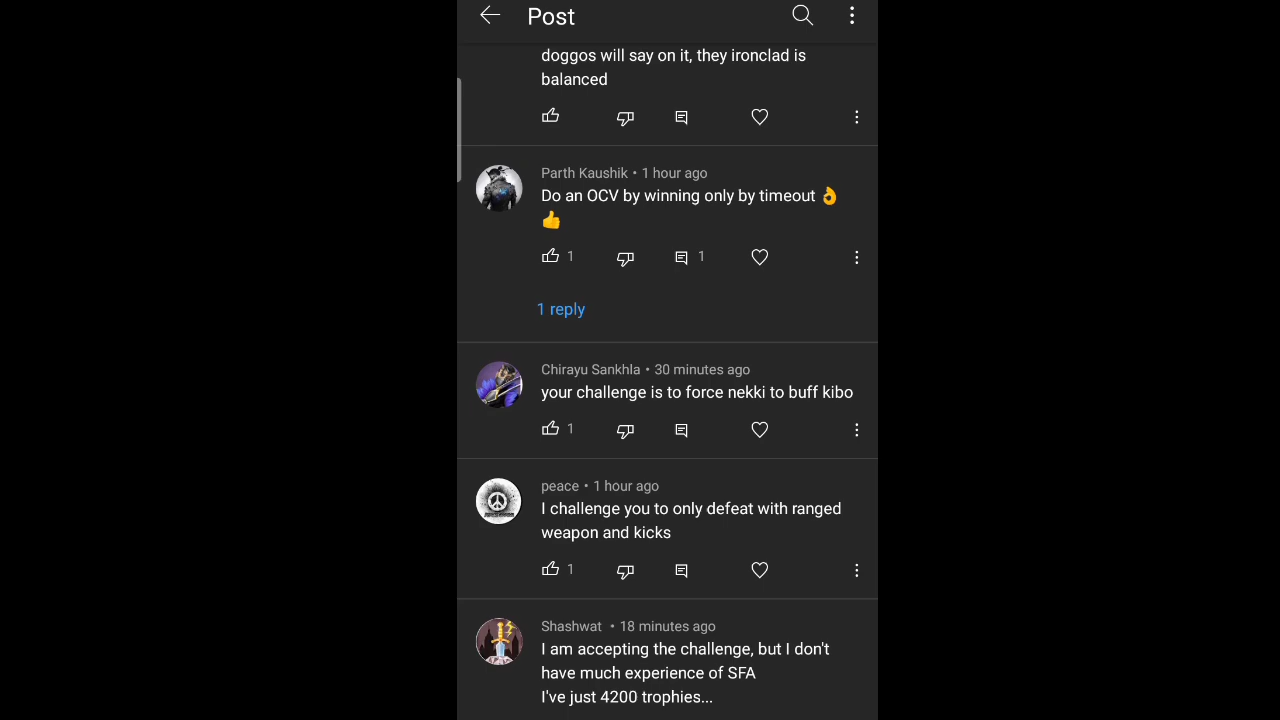 Post
doggos will say on it, they ironclad is
balanced
Parth Kaushik • 1 hour ago
Do an OCV by winning only by timeout 👌
👍
1 1
1 reply
Chirayu Sankhla • 30 minutes ago
your challenge is to force nekki to buff kibo
1
peace • 1 hour ago
I challenge you to only defeat with ranged
weapon and kicks
1
Shashwat • 18 minutes ago
I am accepting the challenge, but I don't
have much experience of SFA
I've just 4200 trophies...